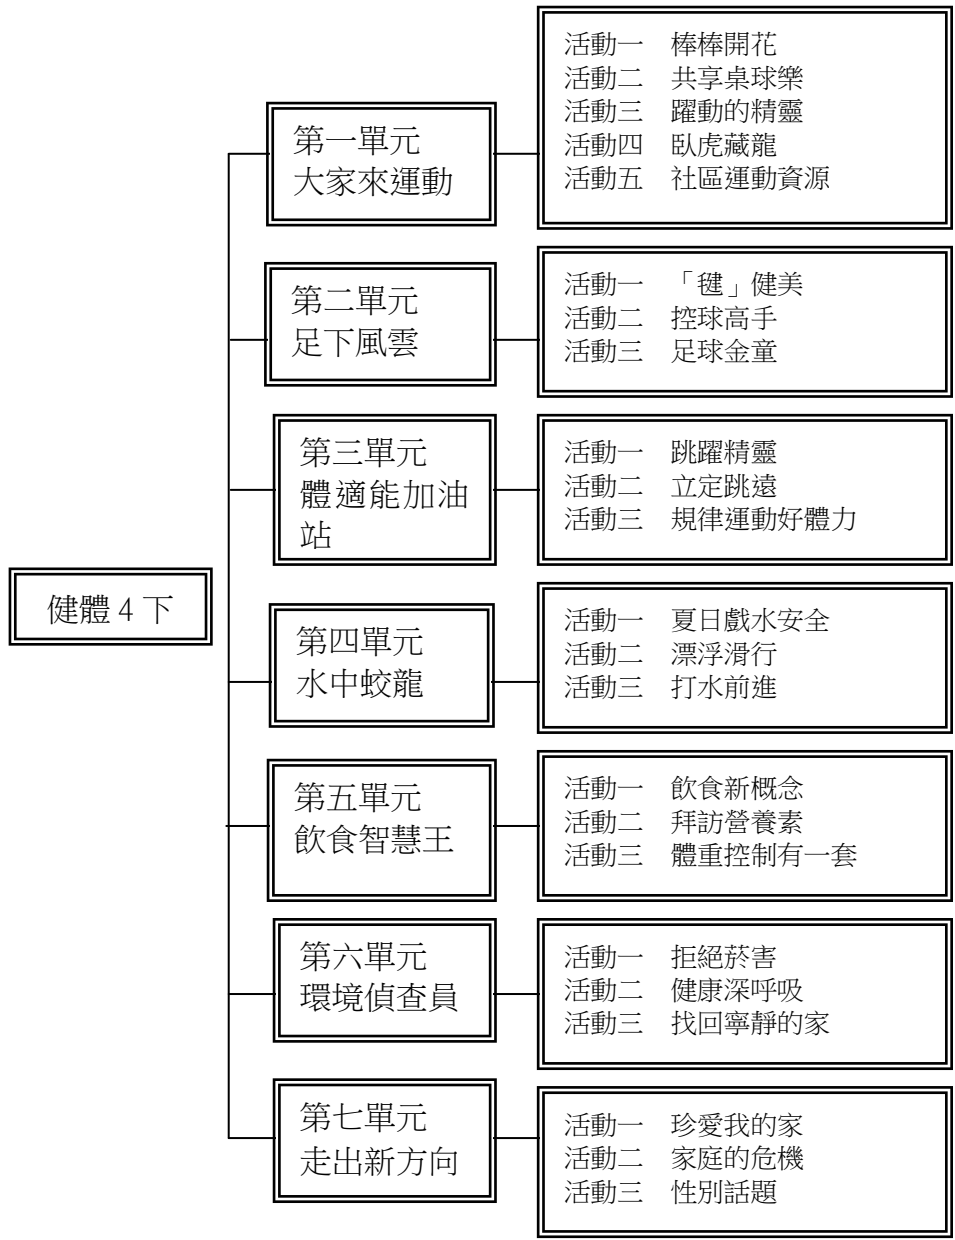 健體 4 下
第一單元
大家來運動
活動一 棒棒開花
活動二 共享桌球樂
活動三 躍動的精靈
活動四 臥虎藏龍
活動五 社區運動資源
第二單元
足下風雲
活動一 「毽」健美
活動二 控球高手
活動三 足球金童
第三單元
體適能加油
站
活動一 跳躍精靈
活動二 立定跳遠
活動三 規律運動好體力
第四單元
水中蛟龍
活動一 夏日戲水安全
活動二 漂浮滑行
活動三 打水前進
第五單元
飲食智慧王
活動一 飲食新概念
活動二 拜訪營養素
活動三 體重控制有一套
第六單元
環境偵查員
活動一 拒絕菸害
活動二 健康深呼吸
活動三 找回寧靜的家
第七單元
走出新方向
活動一 珍愛我的家
活動二 家庭的危機
活動三 性別話題